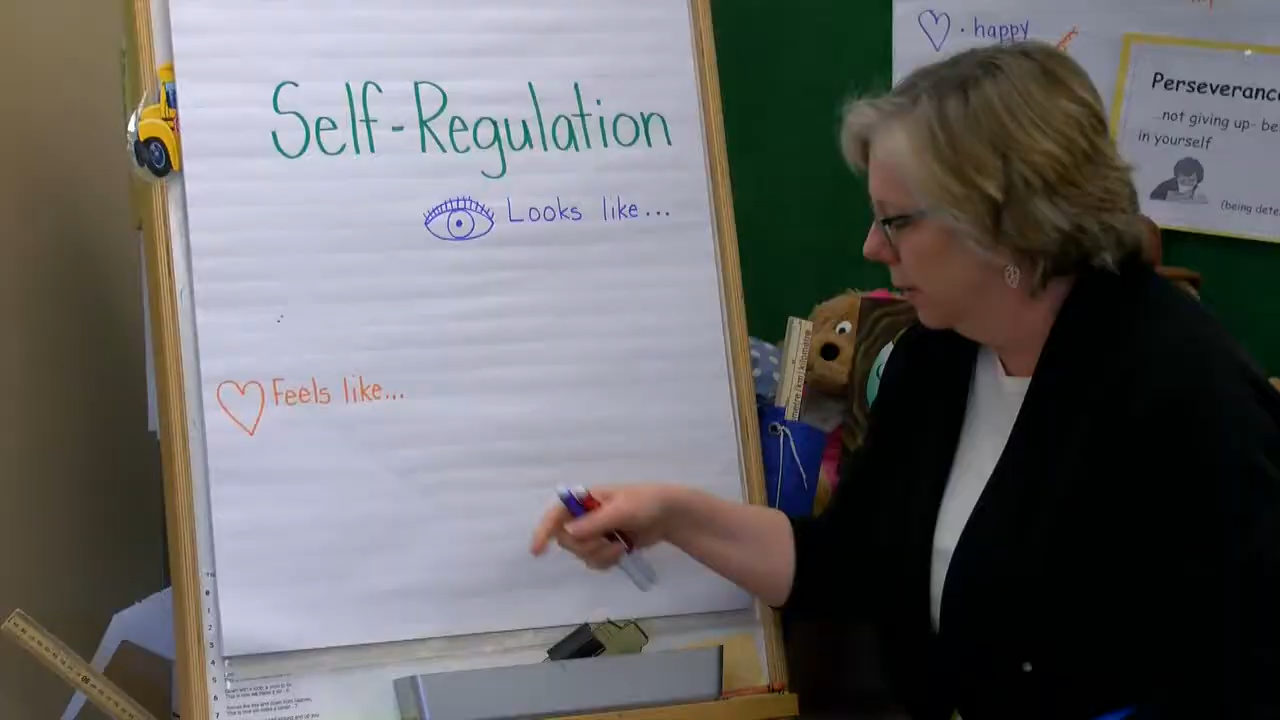 Self-Regulation
Looks like...
Feels like...
· happy
Perseveranc
...not giving up- be
in yourself
(being dete